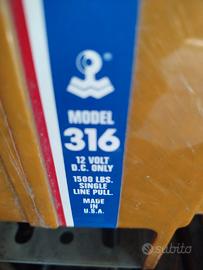 MODEL
316
12 VOLT
D.C. ONLY
1500 LBS.
SINGLE
LINE PULL.
MADE IN
U.S.A.
subito